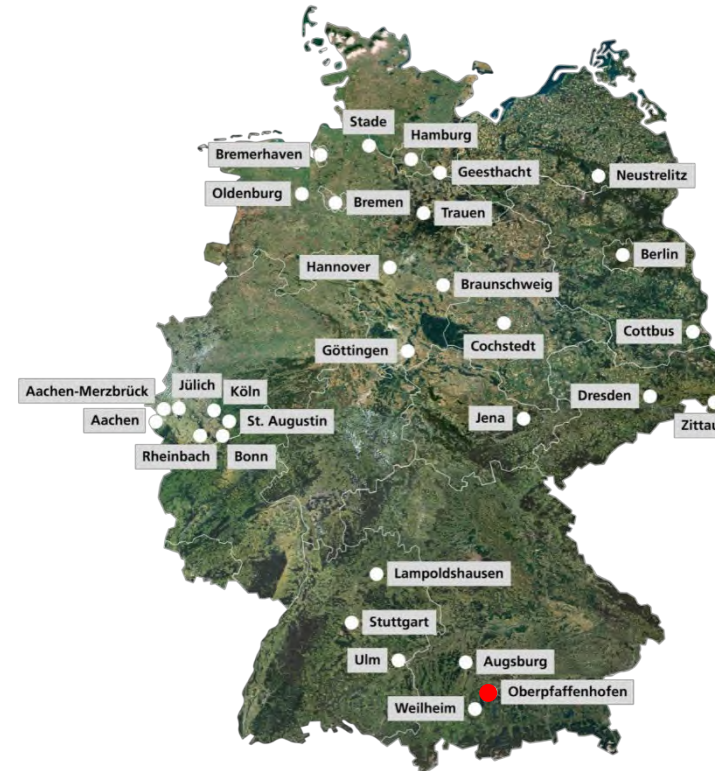 Stade
Hamburg
Bremerhaven
Geesthacht
Neustrelitz
Oldenburg
Bremen
Trauen
Berlin
Hannover
Braunschweig
Cottbus
Cochstedt
Göttingen
Aachen-Merzbrück
Jülich
Köln
Dresden
Aachen
St. Augustin
Jena
Zittau
Rheinbach
Bonn
Lampoldshausen
Stuttgart
Ulm
Augsburg
Oberpfaffenhofen
Weilheim